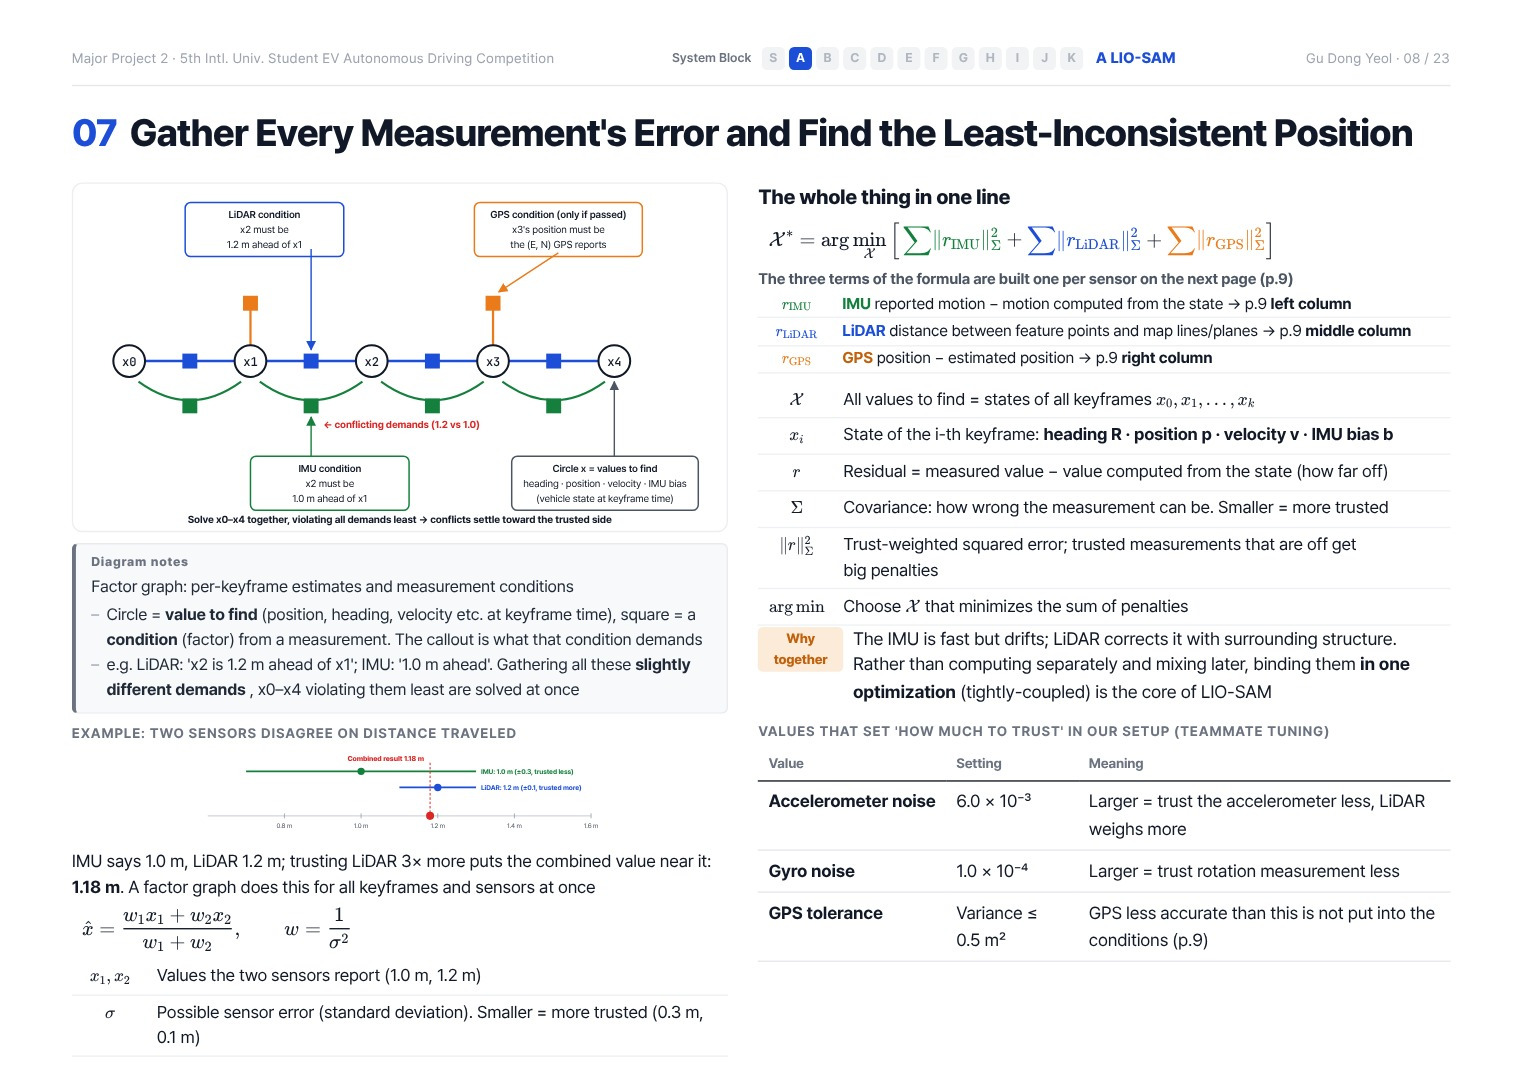 Major Project 2 · 5th Intl. Univ. Student EV Autonomous Driving Competition
System Block S A B C D E F G H I J K A LIO-SAM
Gu Dong Yeol · 08 / 23
07 Gather Every Measurement's Error and Find the Least-Inconsistent Position
LiDAR condition
x2 must be
1.2 m ahead of x1
GPS condition (only if passed)
x3's position must be
the (E, N) GPS reports
x0 x1 x2 x3 x4
← conflicting demands (1.2 vs 1.0)
IMU condition
x2 must be
1.0 m ahead of x1
Circle x = values to find
heading · position · velocity · IMU bias
(vehicle state at keyframe time)
Solve x0–x4 together, violating all demands least → conflicts settle toward the trusted side
Diagram notes
Factor graph: per-keyframe estimates and measurement conditions
– Circle = value to find (position, heading, velocity etc. at keyframe time), square = a
condition (factor) from a measurement. The callout is what that condition demands
– e.g. LiDAR: 'x2 is 1.2 m ahead of x1'; IMU: '1.0 m ahead'. Gathering all these slightly
different demands , x0–x4 violating them least are solved at once
EXAMPLE: TWO SENSORS DISAGREE ON DISTANCE TRAVELED
Combined result 1.18 m
IMU: 1.0 m (±0.3, trusted less)
LiDAR: 1.2 m (±0.1, trusted more)
0.8 m 1.0 m 1.2 m 1.4 m 1.6 m
IMU says 1.0 m, LiDAR 1.2 m; trusting LiDAR 3× more puts the combined value near it:
1.18 m. A factor graph does this for all keyframes and sensors at once
x̂ = (w₁x₁ + w₂x₂) / (w₁ + w₂), w = 1 / σ²
x₁, x₂ Values the two sensors report (1.0 m, 1.2 m)
σ Possible sensor error (standard deviation). Smaller = more trusted (0.3 m,
0.1 m)
The whole thing in one line
𝒳* = arg min 𝒳 [ ∑‖r_IMU‖²_Σ + ∑‖r_LiDAR‖²_Σ + ∑‖r_GPS‖²_Σ ]
The three terms of the formula are built one per sensor on the next page (p.9)
r_IMU IMU reported motion – motion computed from the state → p.9 left column
r_LiDAR LiDAR distance between feature points and map lines/planes → p.9 middle column
r_GPS GPS position – estimated position → p.9 right column
𝒳 All values to find = states of all keyframes x₀, x₁, . . . , xₖ
xᵢ State of the i-th keyframe: heading R · position p · velocity v · IMU bias b
r Residual = measured value – value computed from the state (how far off)
Σ Covariance: how wrong the measurement can be. Smaller = more trusted
‖r‖²_Σ Trust-weighted squared error; trusted measurements that are off get
big penalties
arg min Choose 𝒳 that minimizes the sum of penalties
Why
together
The IMU is fast but drifts; LiDAR corrects it with surrounding structure.
Rather than computing separately and mixing later, binding them in one
optimization (tightly-coupled) is the core of LIO-SAM
VALUES THAT SET 'HOW MUCH TO TRUST' IN OUR SETUP (TEAMMATE TUNING)
Value Setting Meaning
Accelerometer noise 6.0 × 10⁻³ Larger = trust the accelerometer less, LiDAR
weighs more
Gyro noise 1.0 × 10⁻⁴ Larger = trust rotation measurement less
GPS tolerance Variance ≤ GPS less accurate than this is not put into the
0.5 m² conditions (p.9)